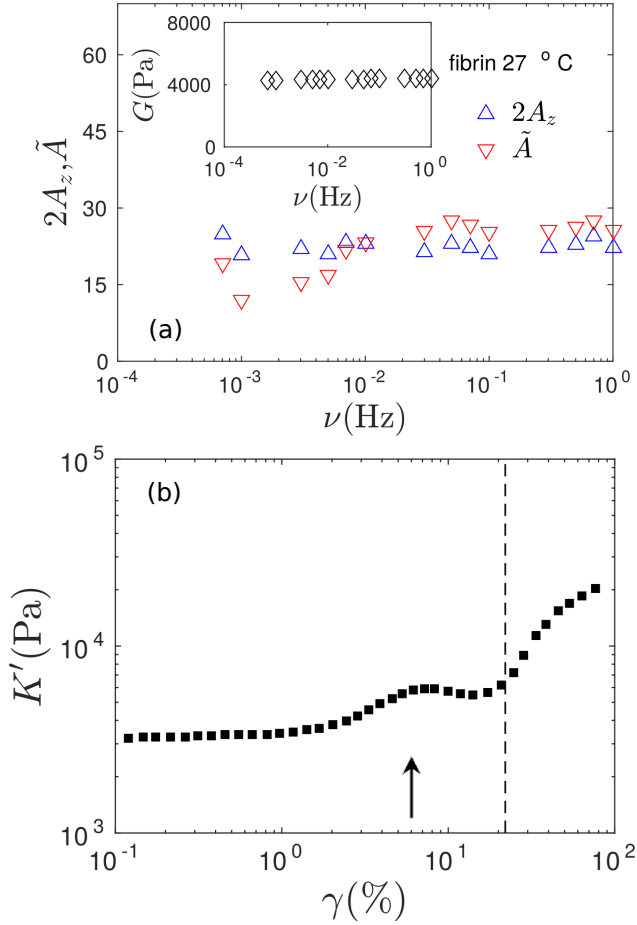 (a)
2A_z, Ã
60
45
30
15
0
10^-4
10^-3
10^-2
10^-1
10^0
ν(Hz)
G(Pa)
8000
4000
0
10^-4
10^-2
10^0
ν(Hz)
fibrin 27 °C
2A_z
Ã
(b)
K′(Pa)
10^5
10^4
10^3
10^-1
10^0
10^1
10^2
γ(%)